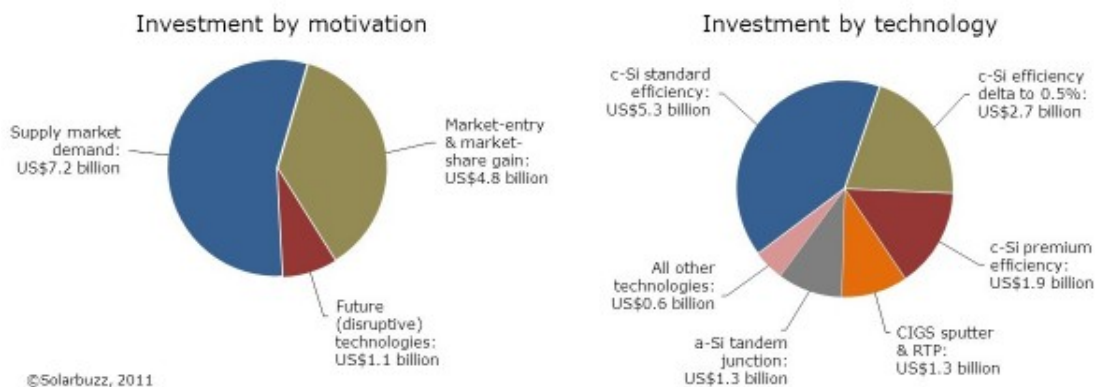 Investment by motivation
Supply market
demand:
US$7.2 billion
Market-entry
& market-
share gain:
US$4.8 billion
Future
(disruptive)
technologies:
US$1.1 billion
©Solarbuzz, 2011
Investment by technology
c-Si standard
efficiency:
US$5.3 billion
c-Si efficiency
delta to 0.5%:
US$2.7 billion
c-Si premium
efficiency:
US$1.9 billion
All other
technologies:
US$0.6 billion
a-Si tandem
junction:
US$1.3 billion
CIGS sputter
& RTP:
US$1.3 billion